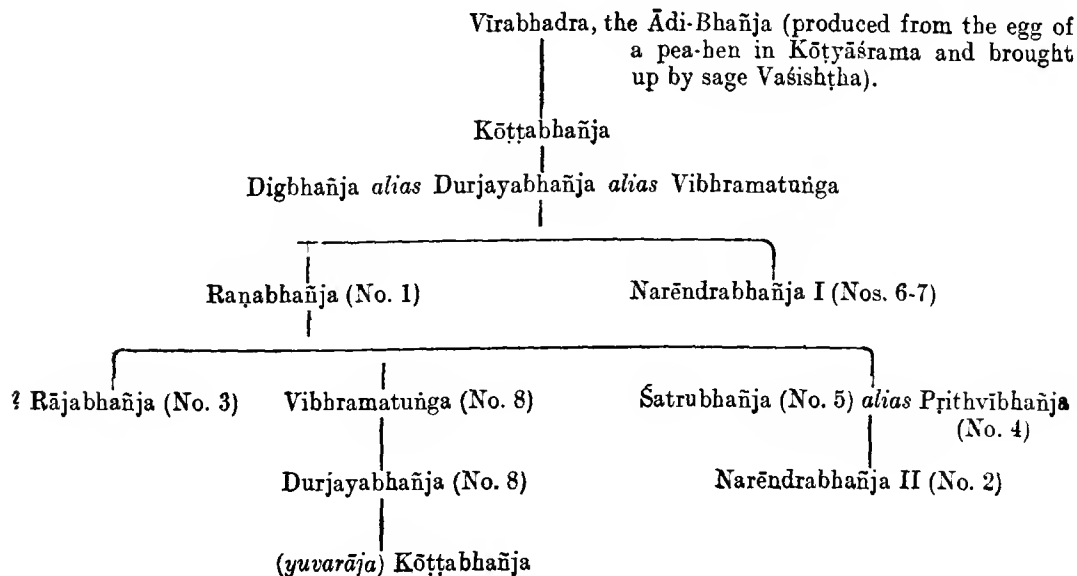 Vīrabhadra, the Ādi-Bhañja (produced from the egg of
a pea-hen in Kōṭyāśrama and brought
up by sage Vaśishṭha).
Kōṭṭabhañja
Digbhañja alias Durjayabhañja alias Vibhramatuṅga
Raṇabhañja (No. 1) Narēndrabhañja I (Nos. 6-7)
? Rājabhañja (No. 3) Vibhramatuṅga (No. 8) Śatrubhañja (No. 5) alias Pṛithvībhañja
(No. 4)
Durjayabhañja (No. 8) Narēndrabhañja II (No. 2)
(yuvarāja) Kōṭṭabhañja